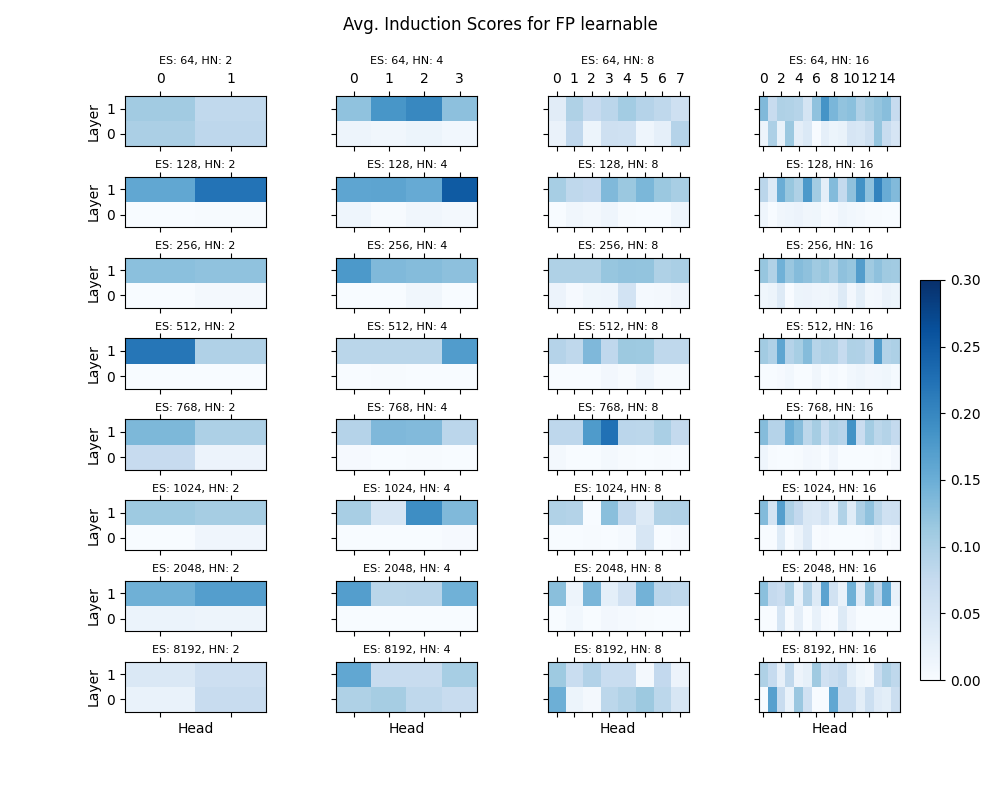 Avg. Induction Scores for FP learnable
ES: 64, HN: 2
ES: 64, HN: 4
ES: 64, HN: 8
ES: 64, HN: 16
0 1
0 1 2 3
0 1 2 3 4 5 6 7
0 2 4 6 8 10 12 14
Layer
1
0
ES: 128, HN: 2
ES: 128, HN: 4
ES: 128, HN: 8
ES: 128, HN: 16
Layer
1
0
ES: 256, HN: 2
ES: 256, HN: 4
ES: 256, HN: 8
ES: 256, HN: 16
Layer
1
0
ES: 512, HN: 2
ES: 512, HN: 4
ES: 512, HN: 8
ES: 512, HN: 16
Layer
1
0
ES: 768, HN: 2
ES: 768, HN: 4
ES: 768, HN: 8
ES: 768, HN: 16
Layer
1
0
ES: 1024, HN: 2
ES: 1024, HN: 4
ES: 1024, HN: 8
ES: 1024, HN: 16
Layer
1
0
ES: 2048, HN: 2
ES: 2048, HN: 4
ES: 2048, HN: 8
ES: 2048, HN: 16
Layer
1
0
ES: 8192, HN: 2
ES: 8192, HN: 4
ES: 8192, HN: 8
ES: 8192, HN: 16
Layer
1
0
Head
Head
Head
Head
0.30
0.25
0.20
0.15
0.10
0.05
0.00